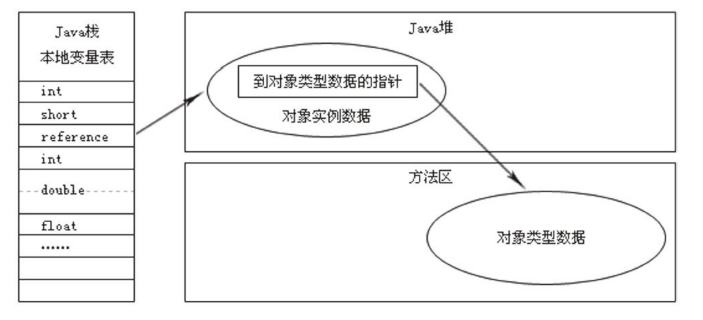 Java栈
本地变量表
int
short
reference
int
double
float
……
Java堆
到对象类型数据的指针
对象实例数据
方法区
对象类型数据